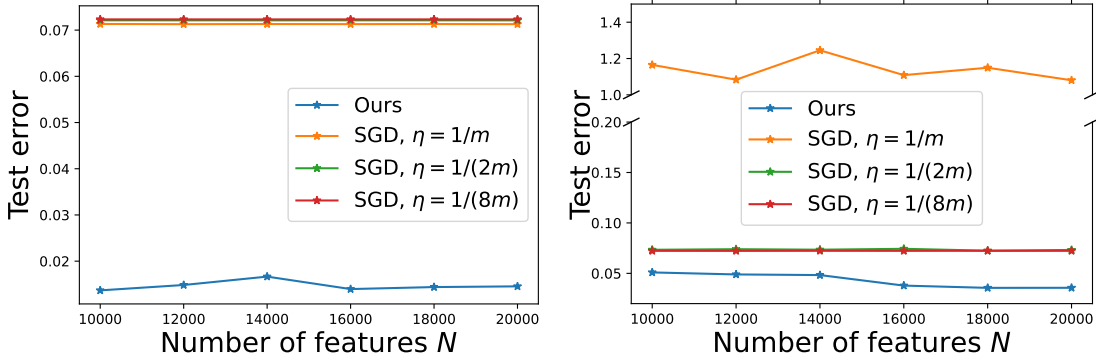 0.07
0.06
0.05
0.04
0.03
0.02
Test error
10000 12000 14000 16000 18000 20000
Number of features N
Ours
SGD, η = 1/m
SGD, η = 1/(2m)
SGD, η = 1/(8m)
1.4
1.2
1.0
0.20
0.15
0.10
0.05
Test error
10000 12000 14000 16000 18000 20000
Number of features N
Ours
SGD, η = 1/m
SGD, η = 1/(2m)
SGD, η = 1/(8m)